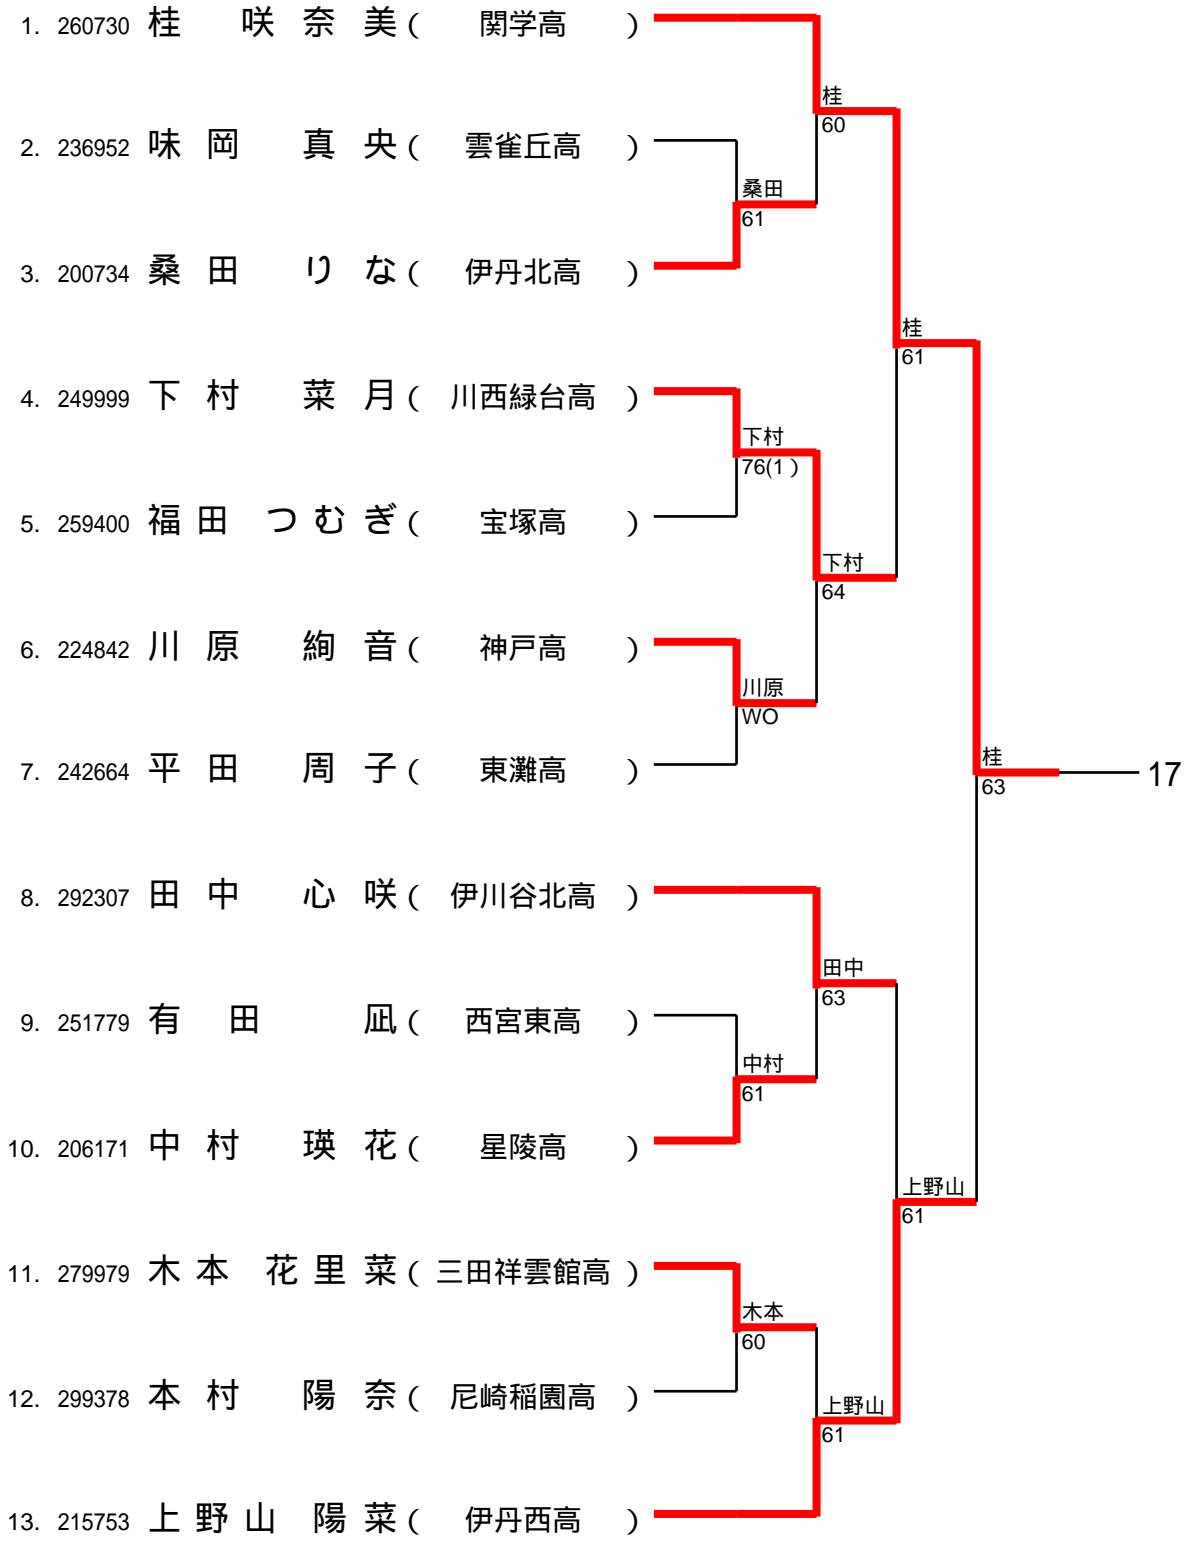 1. 260730 桂 咲奈美 ( 関学高 )
桂
60
2. 236952 味岡 真央 ( 雲雀丘高 )
桑田
61
3. 200734 桑田 りな ( 伊丹北高 )
桂
61
4. 249999 下村 菜月 ( 川西緑台高 )
下村
76(1)
5. 259400 福田 つむぎ ( 宝塚高 )
下村
64
6. 224842 川原 絢音 ( 神戸高 )
川原
WO
7. 242664 平田 周子 ( 東灘高 )
桂
63
17
8. 292307 田中 心咲 ( 伊川谷北高 )
田中
63
9. 251779 有田 凪 ( 西宮東高 )
中村
61
10. 206171 中村 瑛花 ( 星陵高 )
上野山
61
11. 279979 木本 花里菜 ( 三田祥雲館高 )
木本
60
12. 299378 本村 陽奈 ( 尼崎稲園高 )
上野山
61
13. 215753 上野山 陽菜 ( 伊丹西高 )